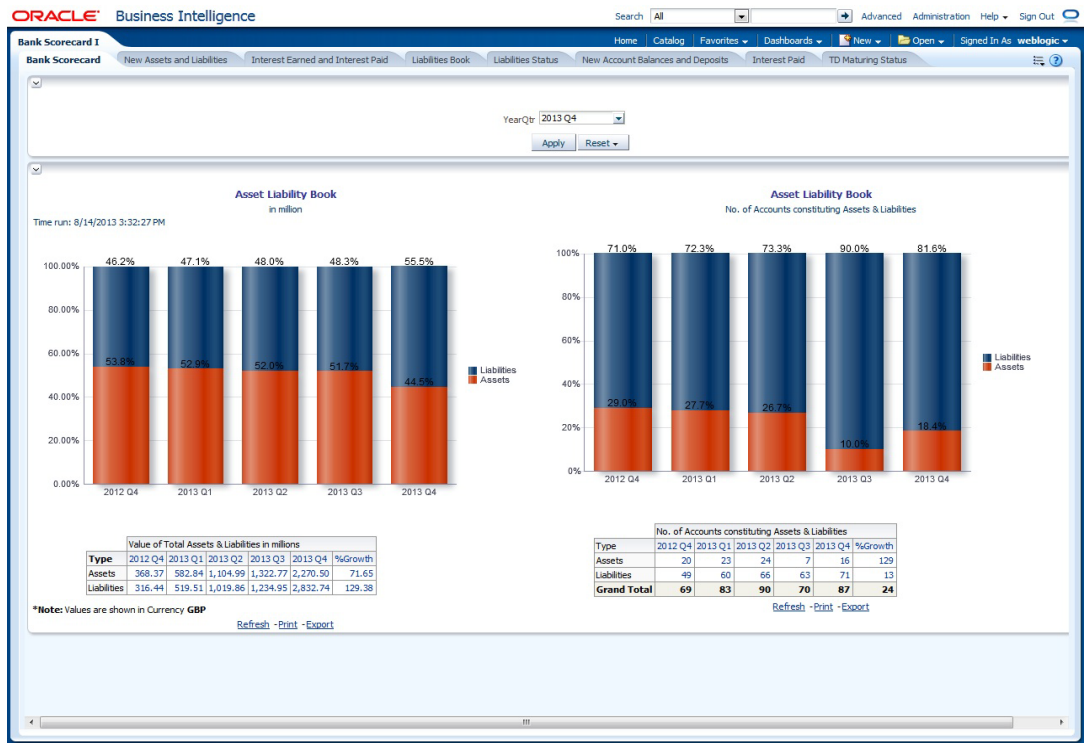 ORACLE Business Intelligence
Search All Advanced Administration Help Sign Out
Bank Scorecard I
Home Catalog Favorites Dashboards New Open Signed In As weblogic
Bank Scorecard New Assets and Liabilities Interest Earned and Interest Paid Liabilities Book Liabilities Status New Account Balances and Deposits Interest Paid TD Maturing Status
YearQtr 2013 Q4
Apply Reset
Asset Liability Book
in million
Time run: 8/14/2013 3:32:27 PM
46.2% 47.1% 48.0% 48.3% 55.5%
100.00%
80.00%
60.00%
53.8% 52.9% 52.0% 51.7% 44.5%
40.00%
20.00%
0.00%
2012 Q4 2013 Q1 2013 Q2 2013 Q3 2013 Q4
Liabilities
Assets
Value of Total Assets & Liabilities in millions
Type 2012 Q4 2013 Q1 2013 Q2 2013 Q3 2013 Q4 %Growth
Assets 368.37 582.84 1,104.99 1,322.77 2,270.50 71.65
Liabilities 316.44 519.51 1,019.86 1,234.95 2,832.74 129.38
*Note: Values are shown in Currency GBP
Refresh - Print - Export
Asset Liability Book
No. of Accounts constituting Assets & Liabilities
71.0% 72.3% 73.3% 90.0% 81.6%
100%
80%
60%
40%
29.0% 27.7% 26.7% 10.0% 18.4%
20%
0%
2012 Q4 2013 Q1 2013 Q2 2013 Q3 2013 Q4
Liabilities
Assets
No. of Accounts constituting Assets & Liabilities
Type 2012 Q4 2013 Q1 2013 Q2 2013 Q3 2013 Q4 %Growth
Assets 20 23 24 7 16 129
Liabilities 49 60 66 63 71 13
Grand Total 69 83 90 70 87 24
Refresh - Print - Export